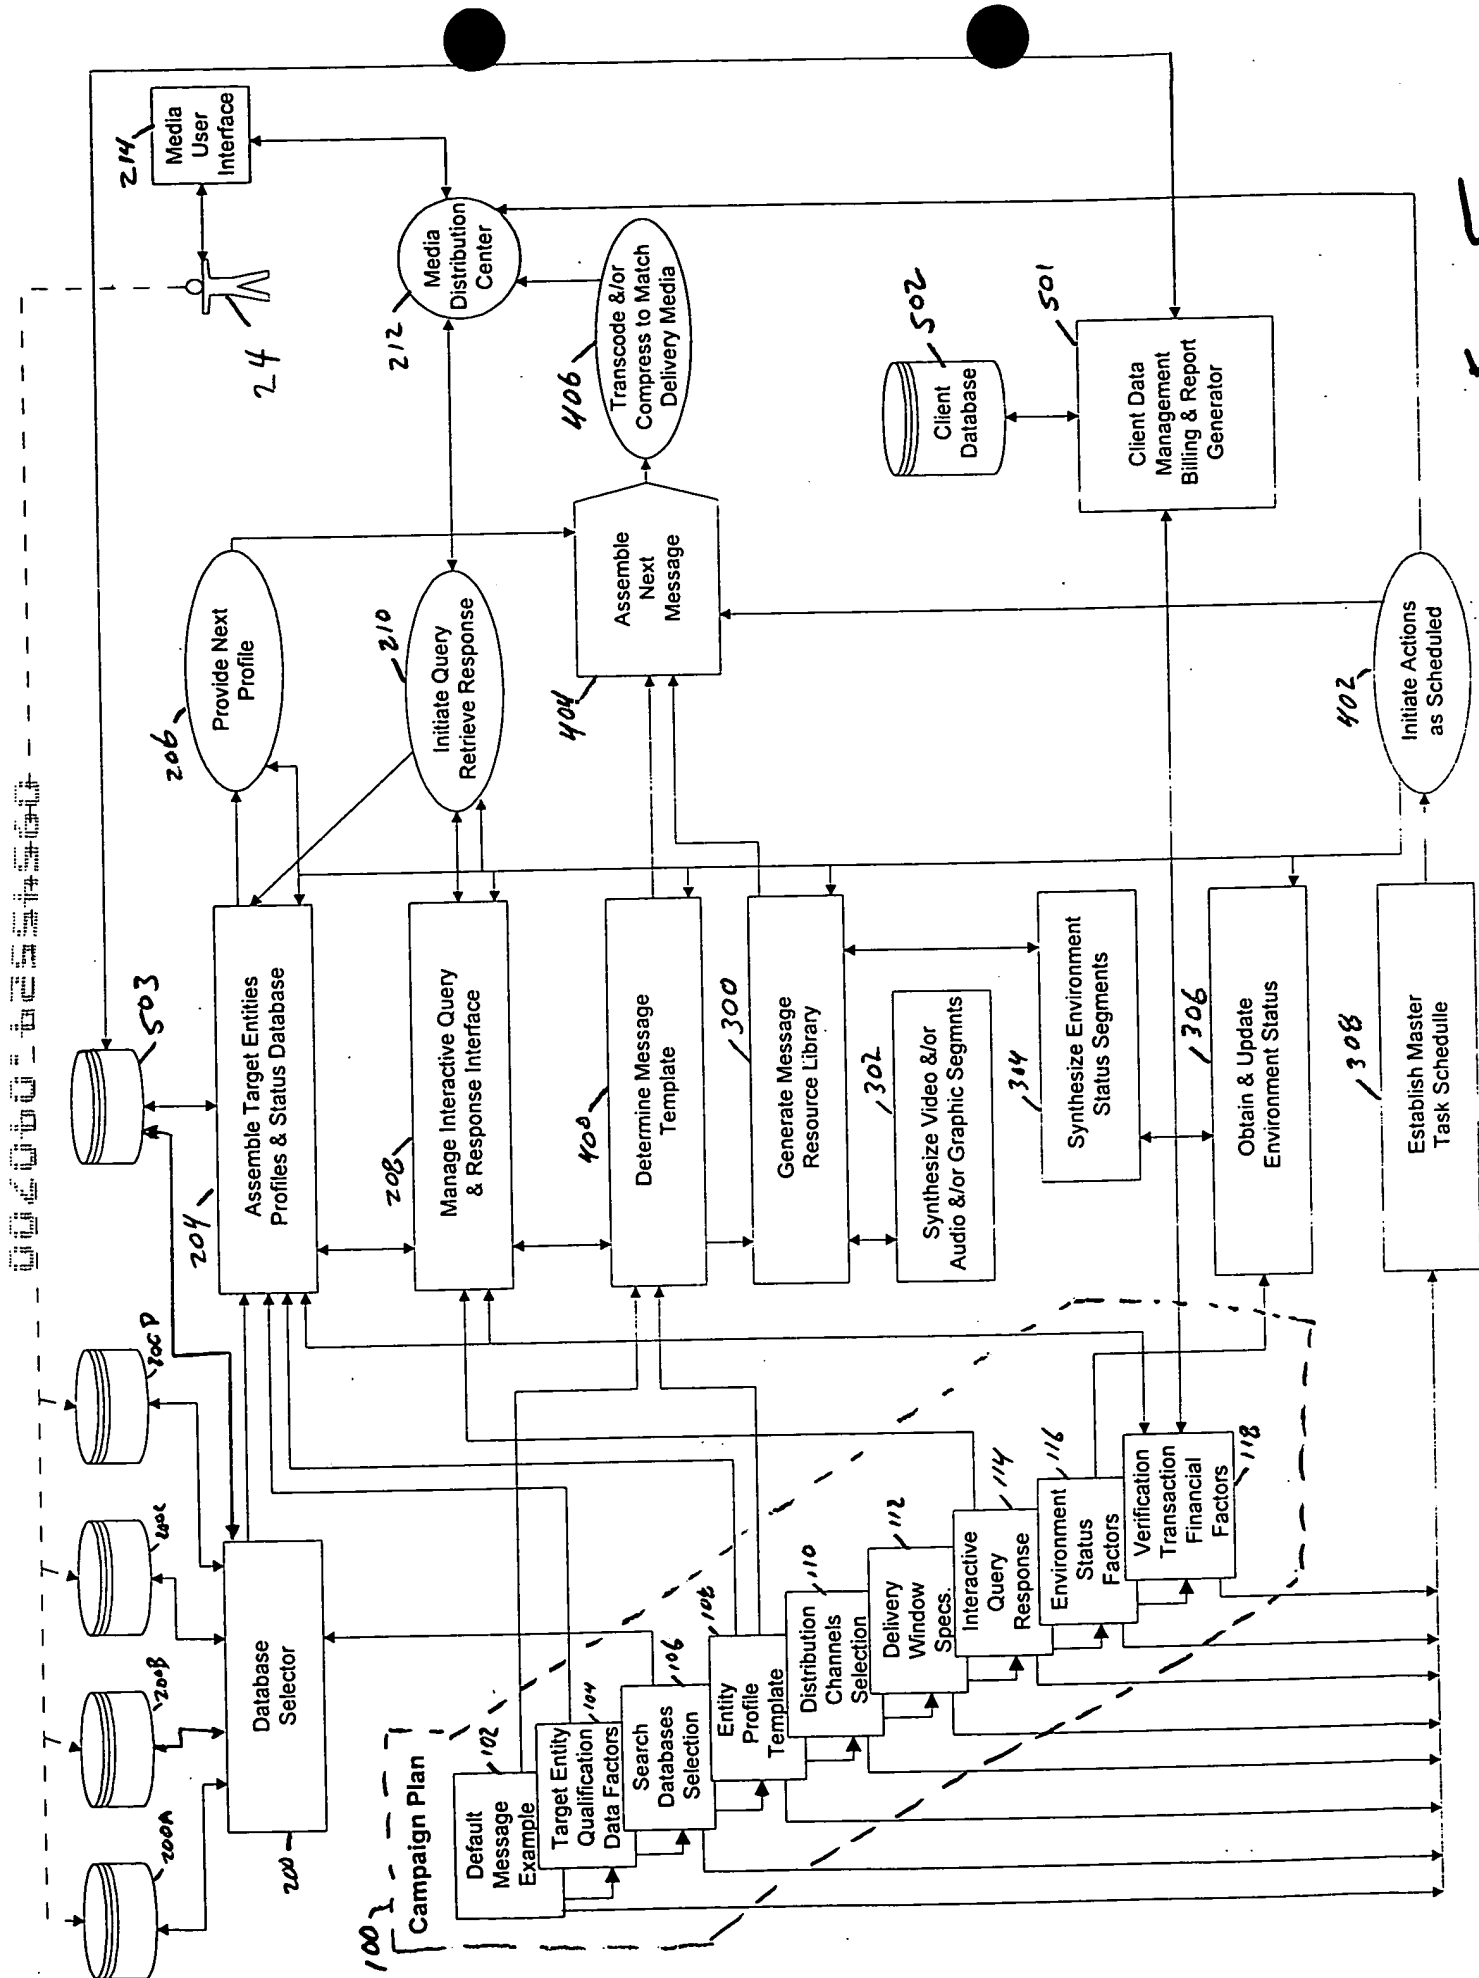 200A
200B
200C
200D
503
Database
Selector
200
204
Assemble Target Entities
Profiles & Status Database
206
Provide Next
Profile
24
214
Media
User
Interface
208
Manage Interactive Query
& Response Interface
210
Initiate Query
Retrieve Response
212
Media
Distribution
Center
400
Determine Message
Template
404
Assemble
Next
Message
406
Transcode &/or
Compress to Match
Delivery Media
300
Generate Message
Resource Library
302
Synthesize Video &/or
Audio &/or Graphic Segmnts
304
Synthesize Environment
Status Segments
306
Obtain & Update
Environment Status
308
Establish Master
Task Schedulle
402
Initiate Actions
as Scheduled
502
Client
Database
501
Client Data
Management
Billing & Report
Generator
100
Campaign Plan
102
Default
Message
Example
104
Target Entity
Qualification
Data Factors
106
Search
Databases
Selection
108
Entity
Profile
Template
110
Distribution
Channels
Selection
112
Delivery
Window
Specs.
114
Interactive
Query
Response
116
Environment
Status
Factors
118
Verification
Transaction
Financial
Factors